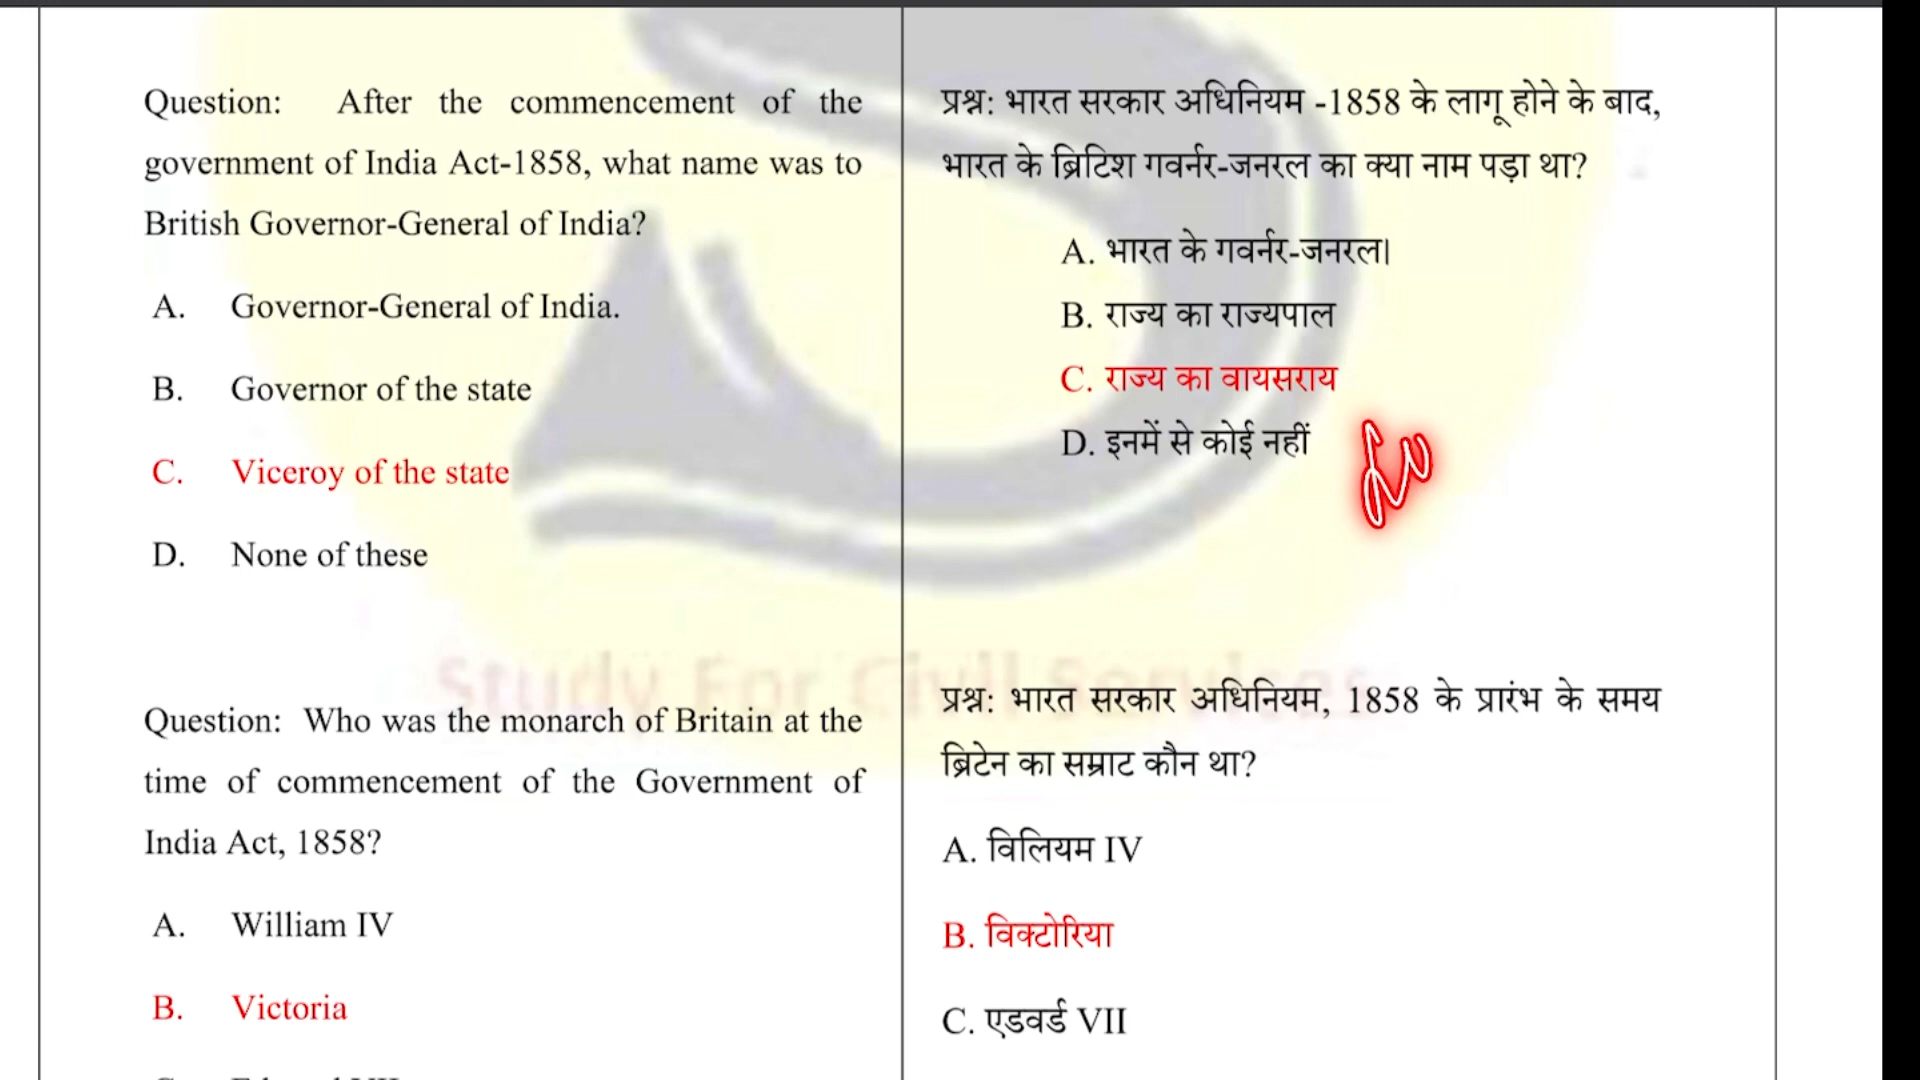 Question: After the commencement of the
government of India Act-1858, what name was to
British Governor-General of India?
A. Governor-General of India.
B. Governor of the state
C. Viceroy of the state
D. None of these
Question: Who was the monarch of Britain at the
time of commencement of the Government of
India Act, 1858?
A. William IV
B. Victoria
प्रश्न: भारत सरकार अधिनियम -1858 के लागू होने के बाद,
भारत के ब्रिटिश गवर्नर-जनरल का क्या नाम पड़ा था?
A. भारत के गवर्नर-जनरल।
B. राज्य का राज्यपाल
C. राज्य का वायसराय
D. इनमें से कोई नहीं
प्रश्न: भारत सरकार अधिनियम, 1858 के प्रारंभ के समय
ब्रिटेन का सम्राट कौन था?
A. विलियम IV
B. विक्टोरिया
C. एडवर्ड VII
Study For Civil Services